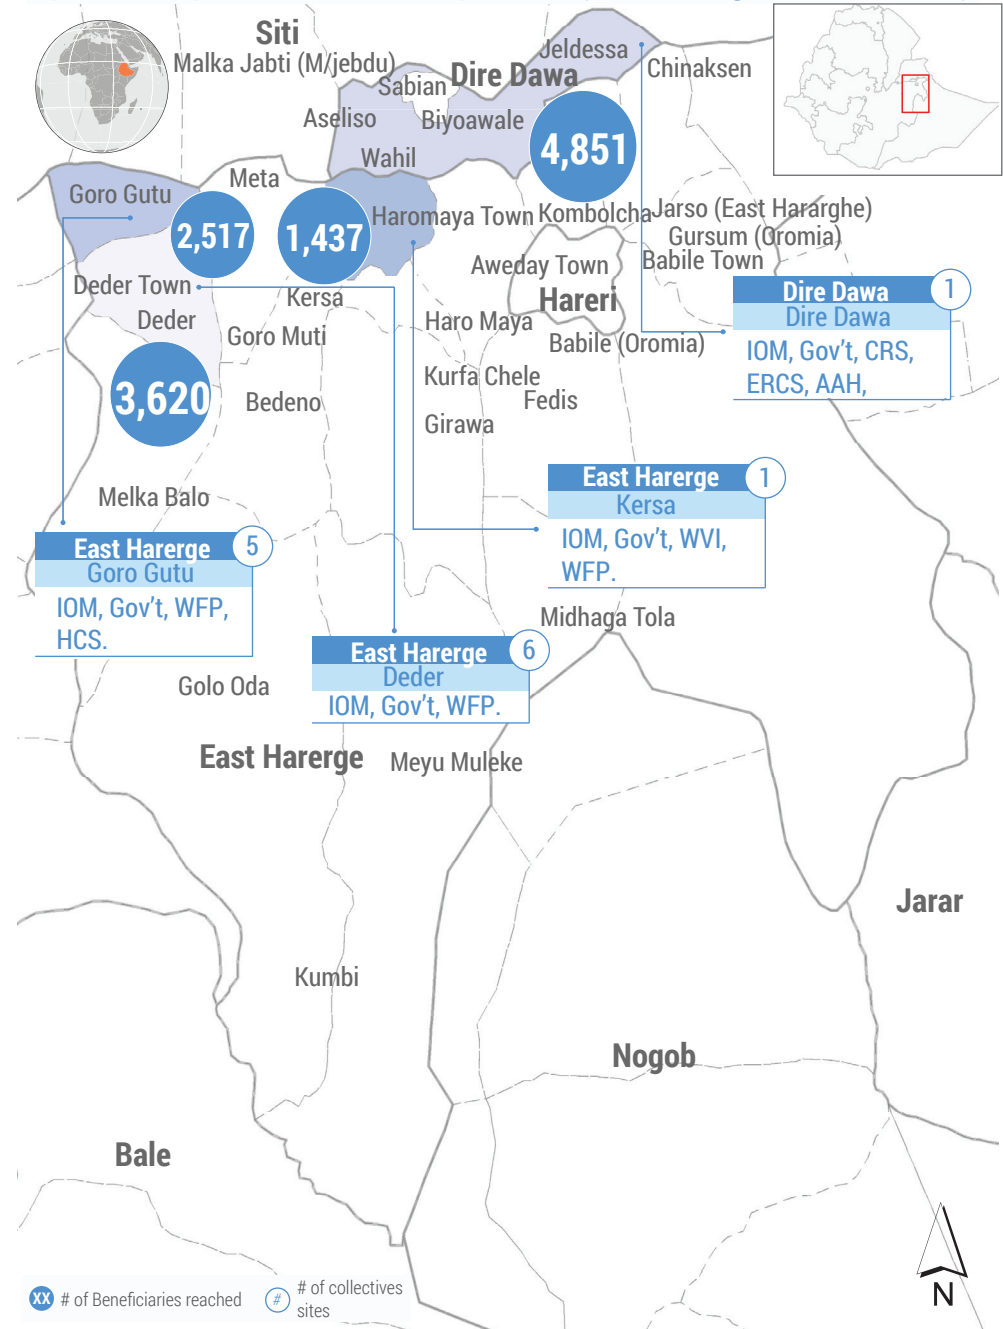 Siti
Malka Jabti (M/jebdu)
Jeldessa
Dire Dawa
Sabian
Chinaksen
Aseliso
Biyoawale
4,851
Wahil
Meta
Goro Gutu
2,517
1,437
Haromaya Town
Kombolcha
Jarso (East Hararghe)
Gursum (Oromia)
Babile Town
Aweday Town
Deder Town
Kersa
Hareri
Deder
Goro Muti
Haro Maya
Babile (Oromia)
Dire Dawa
1
Dire Dawa
IOM, Gov't, CRS,
ERCS, AAH,
3,620
Bedeno
Kurfa Chele
Fedis
Girawa
Melka Balo
East Harerge
1
Kersa
IOM, Gov't, WVI,
WFP.
East Harerge
5
Goro Gutu
IOM, Gov't, WFP,
HCS.
Midhaga Tola
East Harerge
6
Deder
IOM, Gov't, WFP.
Golo Oda
East Harerge
Meyu Muleke
Jarar
Kumbi
Nogob
Bale
N
XX # of Beneficiaries reached
# # of collectives
sites